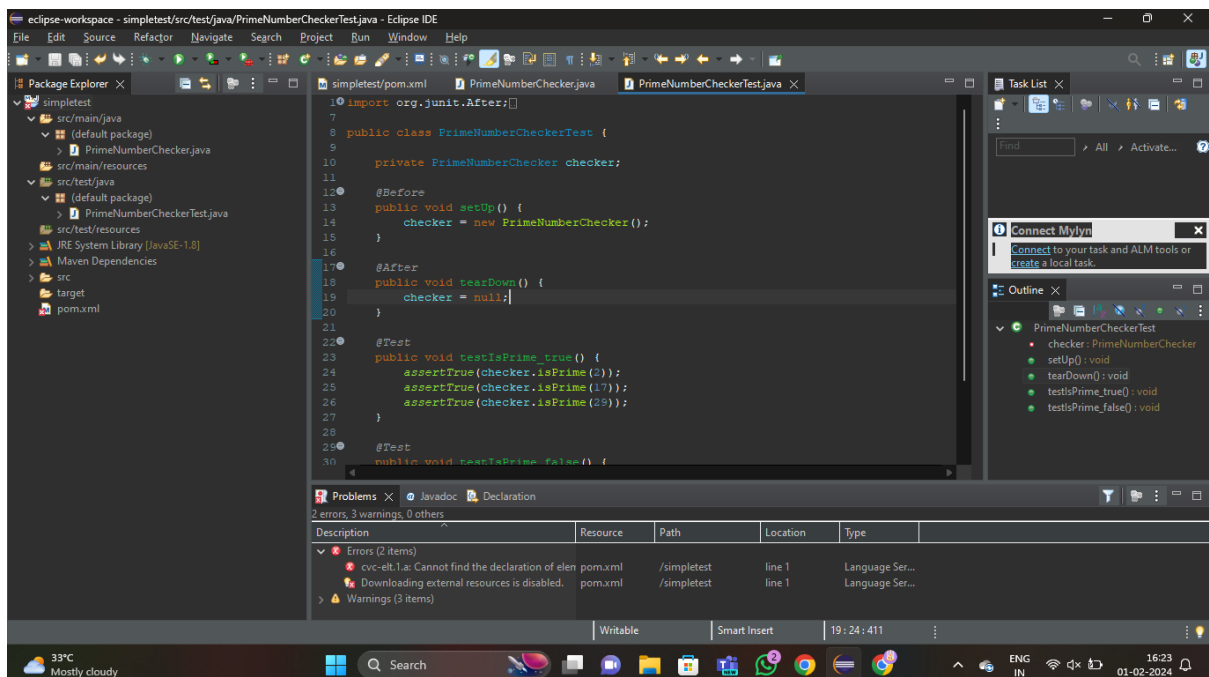 eclipse-workspace - simpletest/src/test/java/PrimeNumberCheckerTest.java - Eclipse IDE
File Edit Source Refactor Navigate Search Project Run Window Help
Package Explorer
simpletest
src/main/java
(default package)
PrimeNumberChecker.java
src/main/resources
src/test/java
(default package)
PrimeNumberCheckerTest.java
src/test/resources
JRE System Library [JavaSE-1.8]
Maven Dependencies
src
target
pom.xml
simpletest/pom.xml PrimeNumberChecker.java PrimeNumberCheckerTest.java
1 import org.junit.After;
7
8 public class PrimeNumberCheckerTest {
9
10 private PrimeNumberChecker checker;
11
12 @Before
13 public void setUp() {
14 checker = new PrimeNumberChecker();
15 }
16
17 @After
18 public void tearDown() {
19 checker = null;
20 }
21
22 @Test
23 public void testIsPrime_true() {
24 assertTrue(checker.isPrime(2));
25 assertTrue(checker.isPrime(17));
26 assertTrue(checker.isPrime(29));
27 }
28
29 @Test
30 public void testIsPrime_false() {
Task List
Find All Activate...
Connect Mylyn
Connect to your task and ALM tools or
create a local task.
Outline
PrimeNumberCheckerTest
checker : PrimeNumberChecker
setUp() : void
tearDown() : void
testIsPrime_true() : void
testIsPrime_false() : void
Problems Javadoc Declaration
2 errors, 3 warnings, 0 others
Description Resource Path Location Type
Errors (2 items)
cvc-elt.1.a: Cannot find the declaration of elen pom.xml /simpletest line 1 Language Ser...
Downloading external resources is disabled. pom.xml /simpletest line 1 Language Ser...
Warnings (3 items)
Writable Smart Insert 19 : 24 : 411
33°C
Mostly cloudy
Search
2
ENG
IN
16:23
01-02-2024